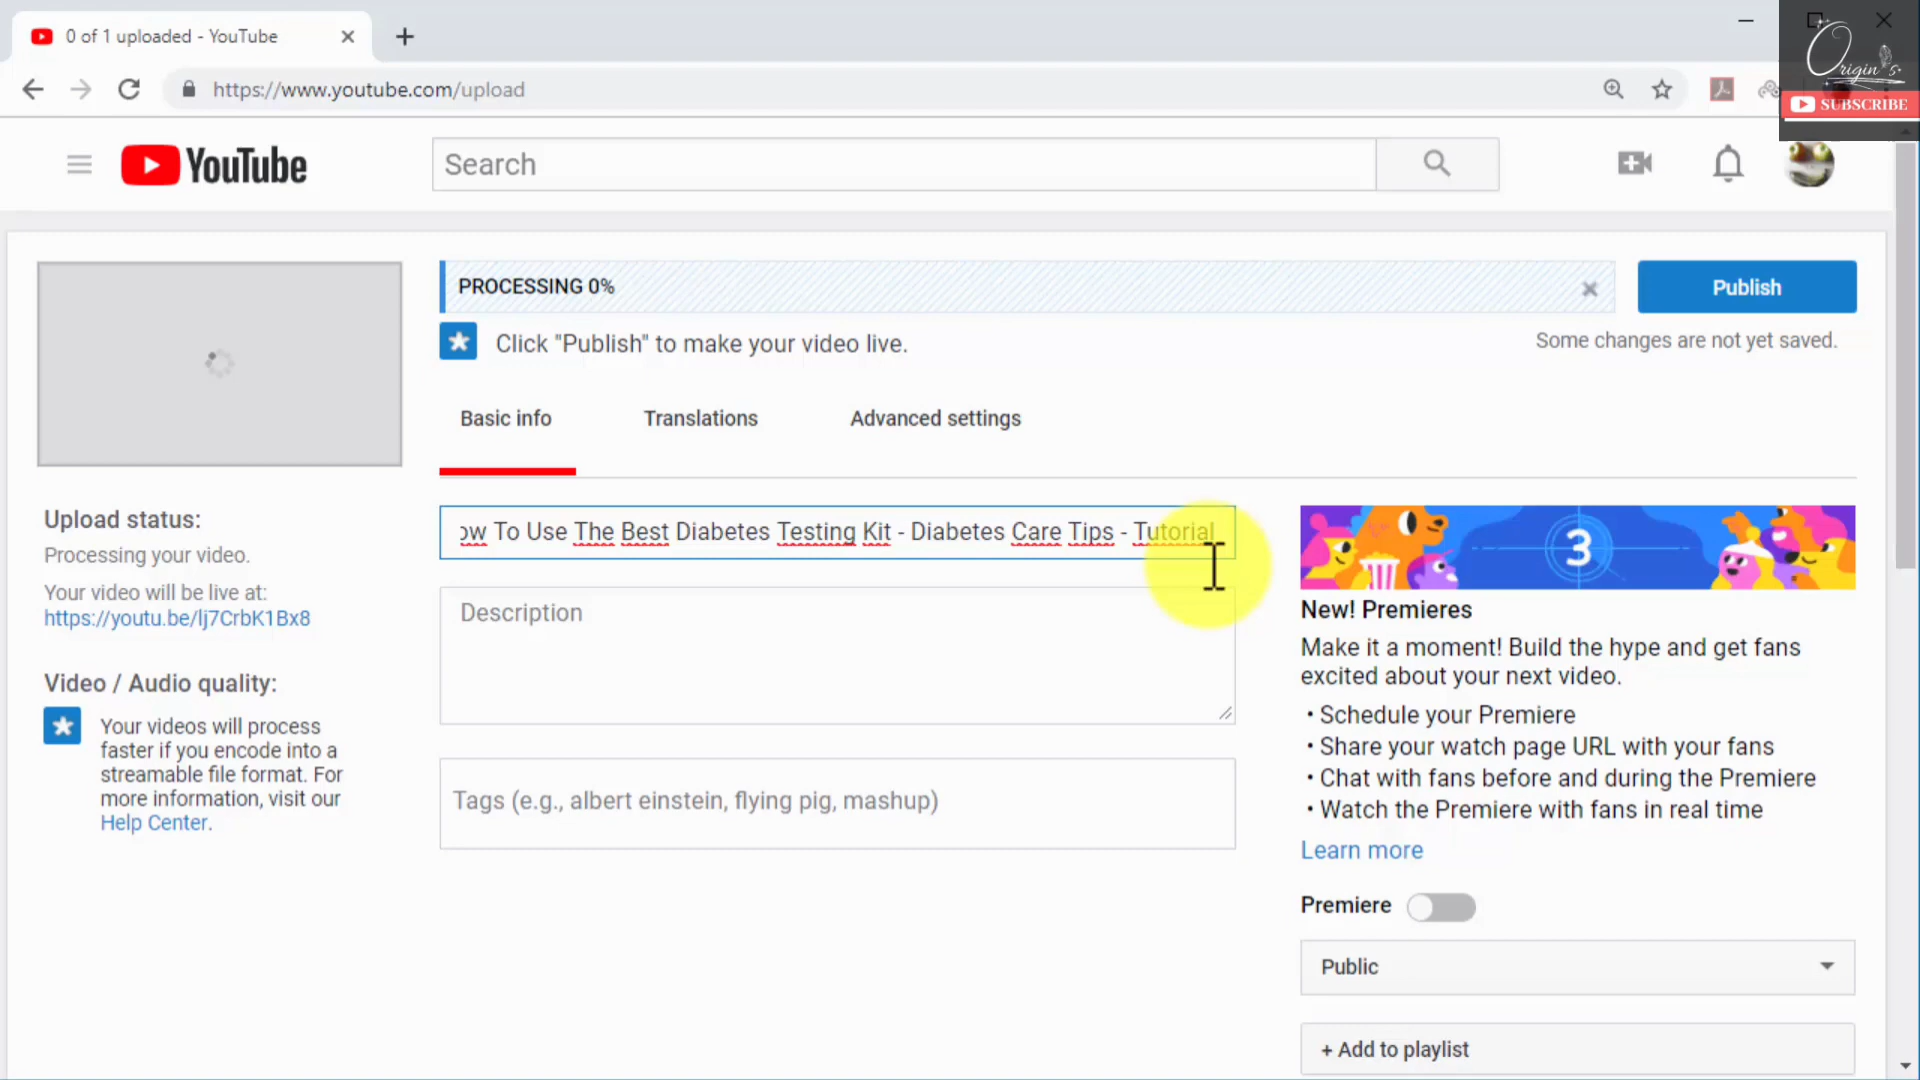 0 of 1 uploaded - YouTube
https://www.youtube.com/upload
Origin's
SUBSCRIBE
YouTube
Search
PROCESSING 0%
Publish
Click "Publish" to make your video live.
Some changes are not yet saved.
Basic info
Translations
Advanced settings
ow To Use The Best Diabetes Testing Kit - Diabetes Care Tips - Tutorial
Description
Tags (e.g., albert einstein, flying pig, mashup)
Upload status:
Processing your video.
Your video will be live at:
https://youtu.be/lj7CrbK1Bx8
Video / Audio quality:
Your videos will process
faster if you encode into a
streamable file format. For
more information, visit our
Help Center.
3
New! Premieres
Make it a moment! Build the hype and get fans
excited about your next video.
• Schedule your Premiere
• Share your watch page URL with your fans
• Chat with fans before and during the Premiere
• Watch the Premiere with fans in real time
Learn more
Premiere
Public
+ Add to playlist